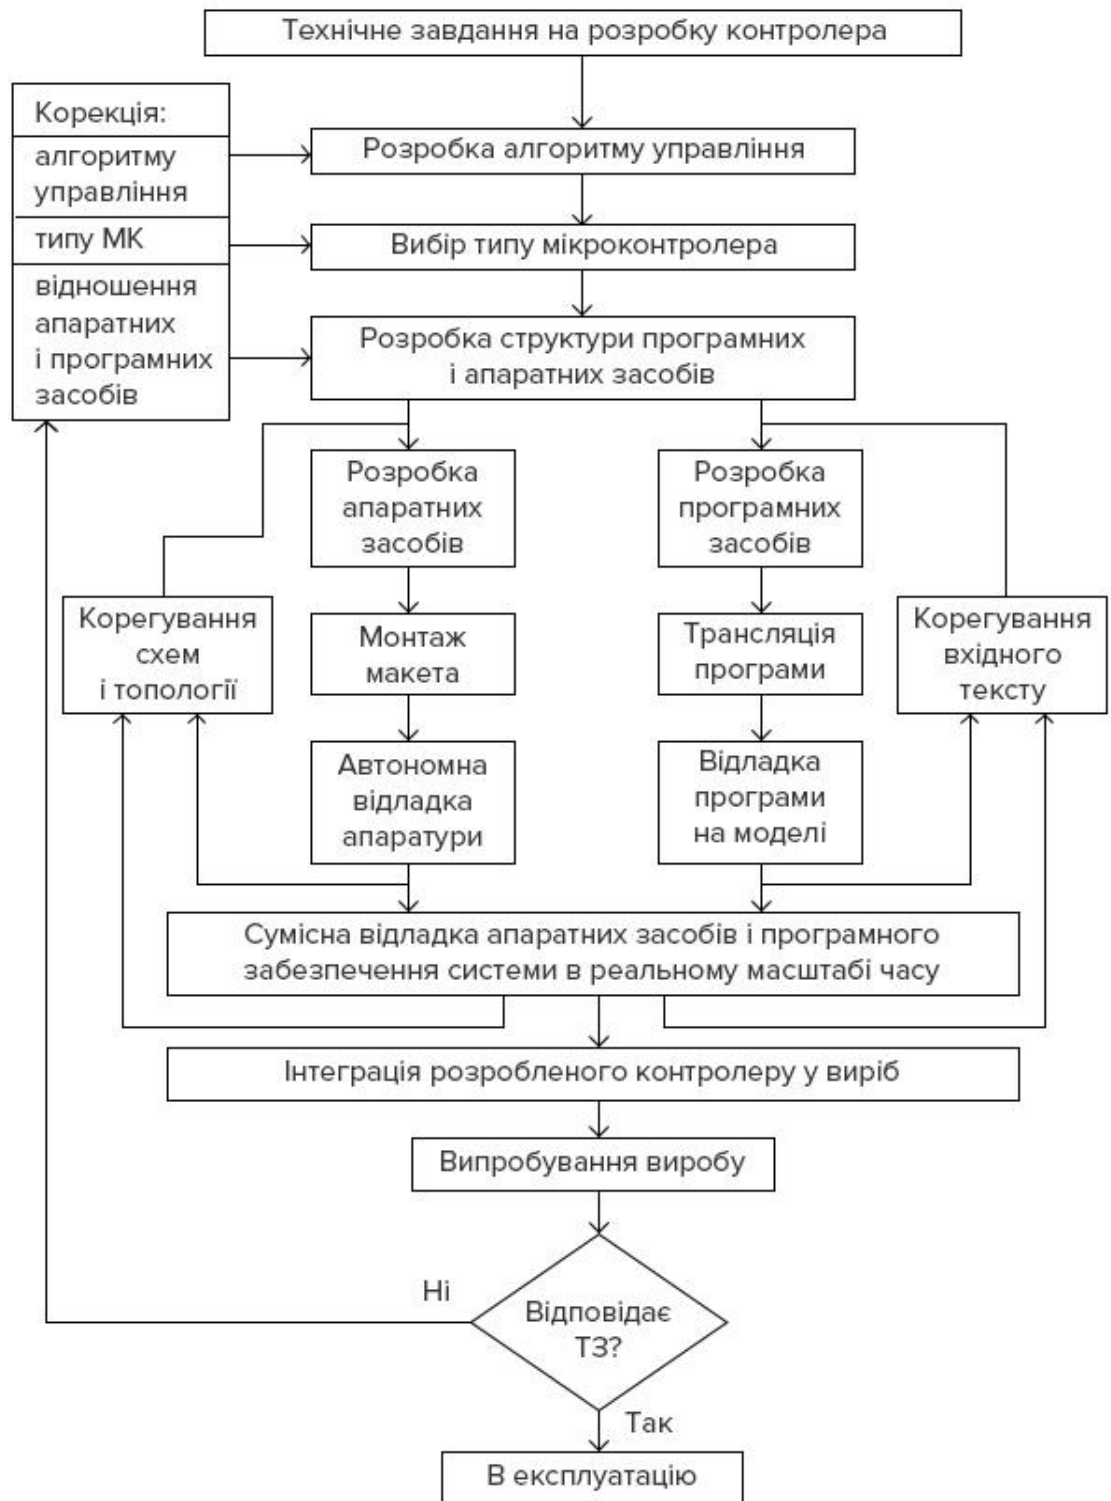 Технічне завдання на розробку контролера
Корекція:
алгоритму
управління
типу МК
відношення
апаратних
і програмних
засобів
Розробка алгоритму управління
Вибір типу мікроконтролера
Розробка структури програмних
і апаратних засобів
Розробка
апаратних
засобів
Розробка
програмних
засобів
Корегування
схем
і топології
Монтаж
макета
Трансляція
програми
Корегування
вхідного
тексту
Автономна
відладка
апаратури
Відладка
програми
на моделі
Сумісна відладка апаратних засобів і програмного
забезпечення системи в реальному масштабі часу
Інтеграція розробленого контролеру у виріб
Випробування виробу
Ні
Відповідає
ТЗ?
Так
В експлуатацію